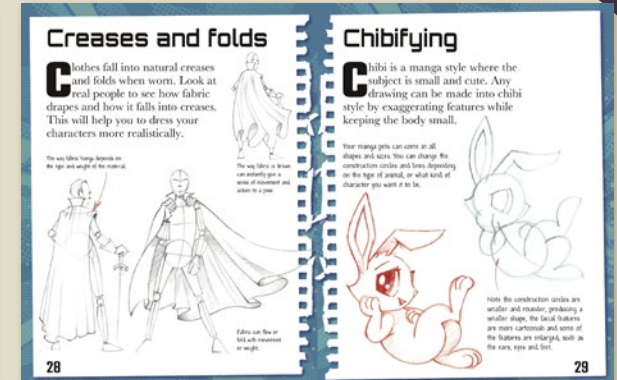 Creases and folds
Clothes fall into natural creases
and folds when worn. Look at
real people to see how fabric
drapes and how it falls into creases.
This will help you to dress your
characters more realistically.
The way fabric hangs depends on
the type and weight of the material.
The way fabric is drawn
can instantly give a
sense of movement and
action to a pose.
Fabric can flow or
fold with movement
or weight.
28
Chibifying
Chibi is a manga style where the
subject is small and cute. Any
drawing can be made into chibi
style by exaggerating features while
keeping the body small.
Your manga pets can come in all
shapes and sizes. You can change the
construction circles and lines depending
on the type of animal, or what kind of
character you want it to be.
Note the construction circles are
smaller and rounder, producing a
smaller shape, the facial features
are more cartoonish and some of
the features are enlarged, such as
the ears, eyes and feet.
29